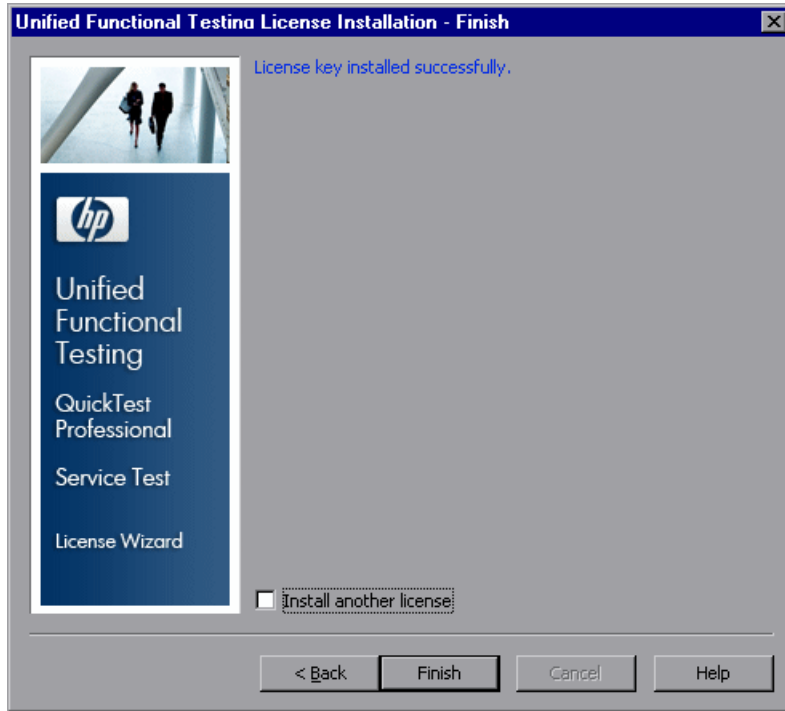 Unified Functional Testing License Installation - Finish
License key installed successfully.
hp
Unified
Functional
Testing
QuickTest
Professional
Service Test
License Wizard
Install another license
< Back
Finish
Cancel
Help